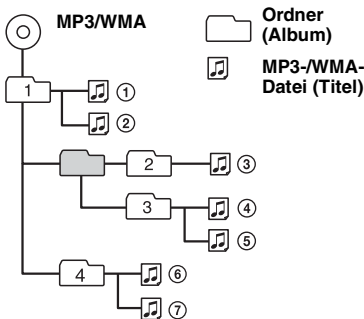 MP3/WMA
Ordner
(Album)
MP3-/WMA-
Datei (Titel)
1
①
②
2
③
3
④
⑤
4
⑥
⑦